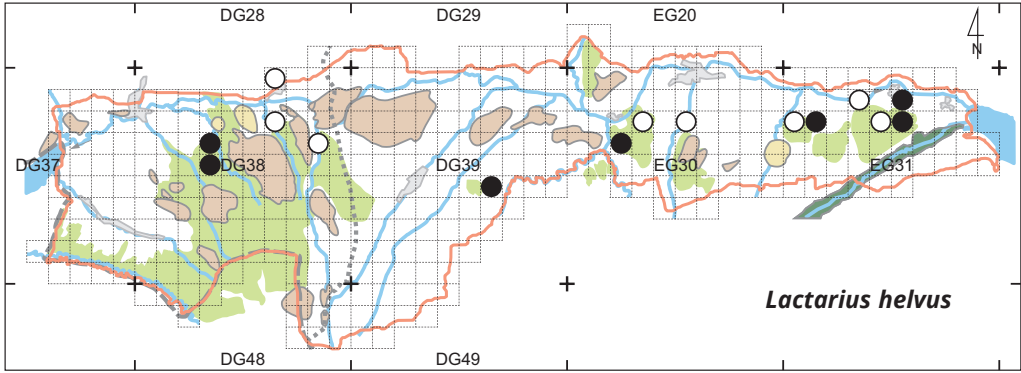 DG28 DG29 EG20
N
DG37 DG38 DG39 EG30 EG31
Lactarius helvus
DG48 DG49